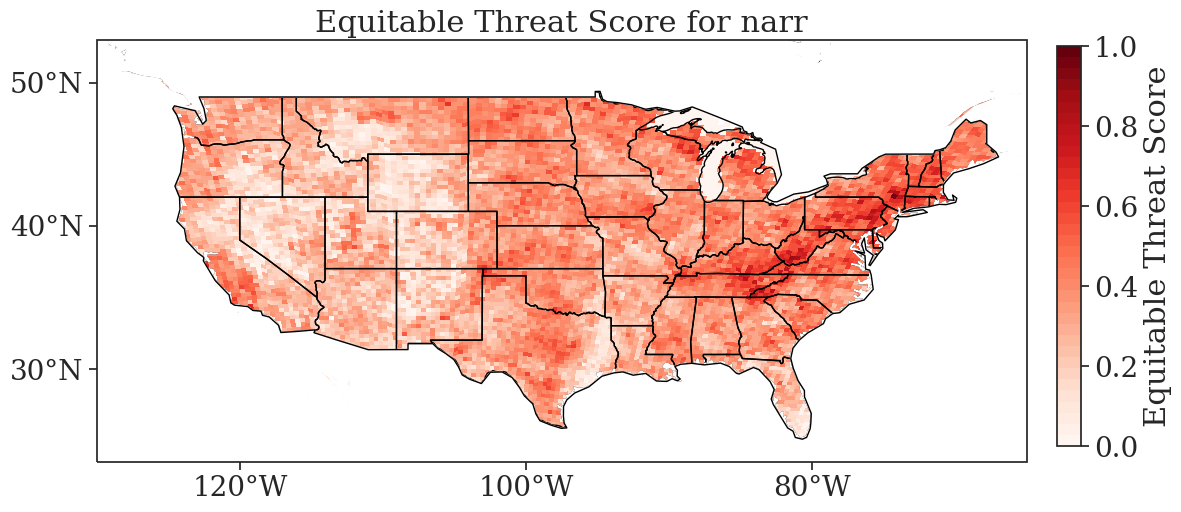 Equitable Threat Score for narr
50°N
40°N
30°N
120°W
100°W
80°W
1.0
0.8
0.6
0.4
0.2
0.0
Equitable Threat Score